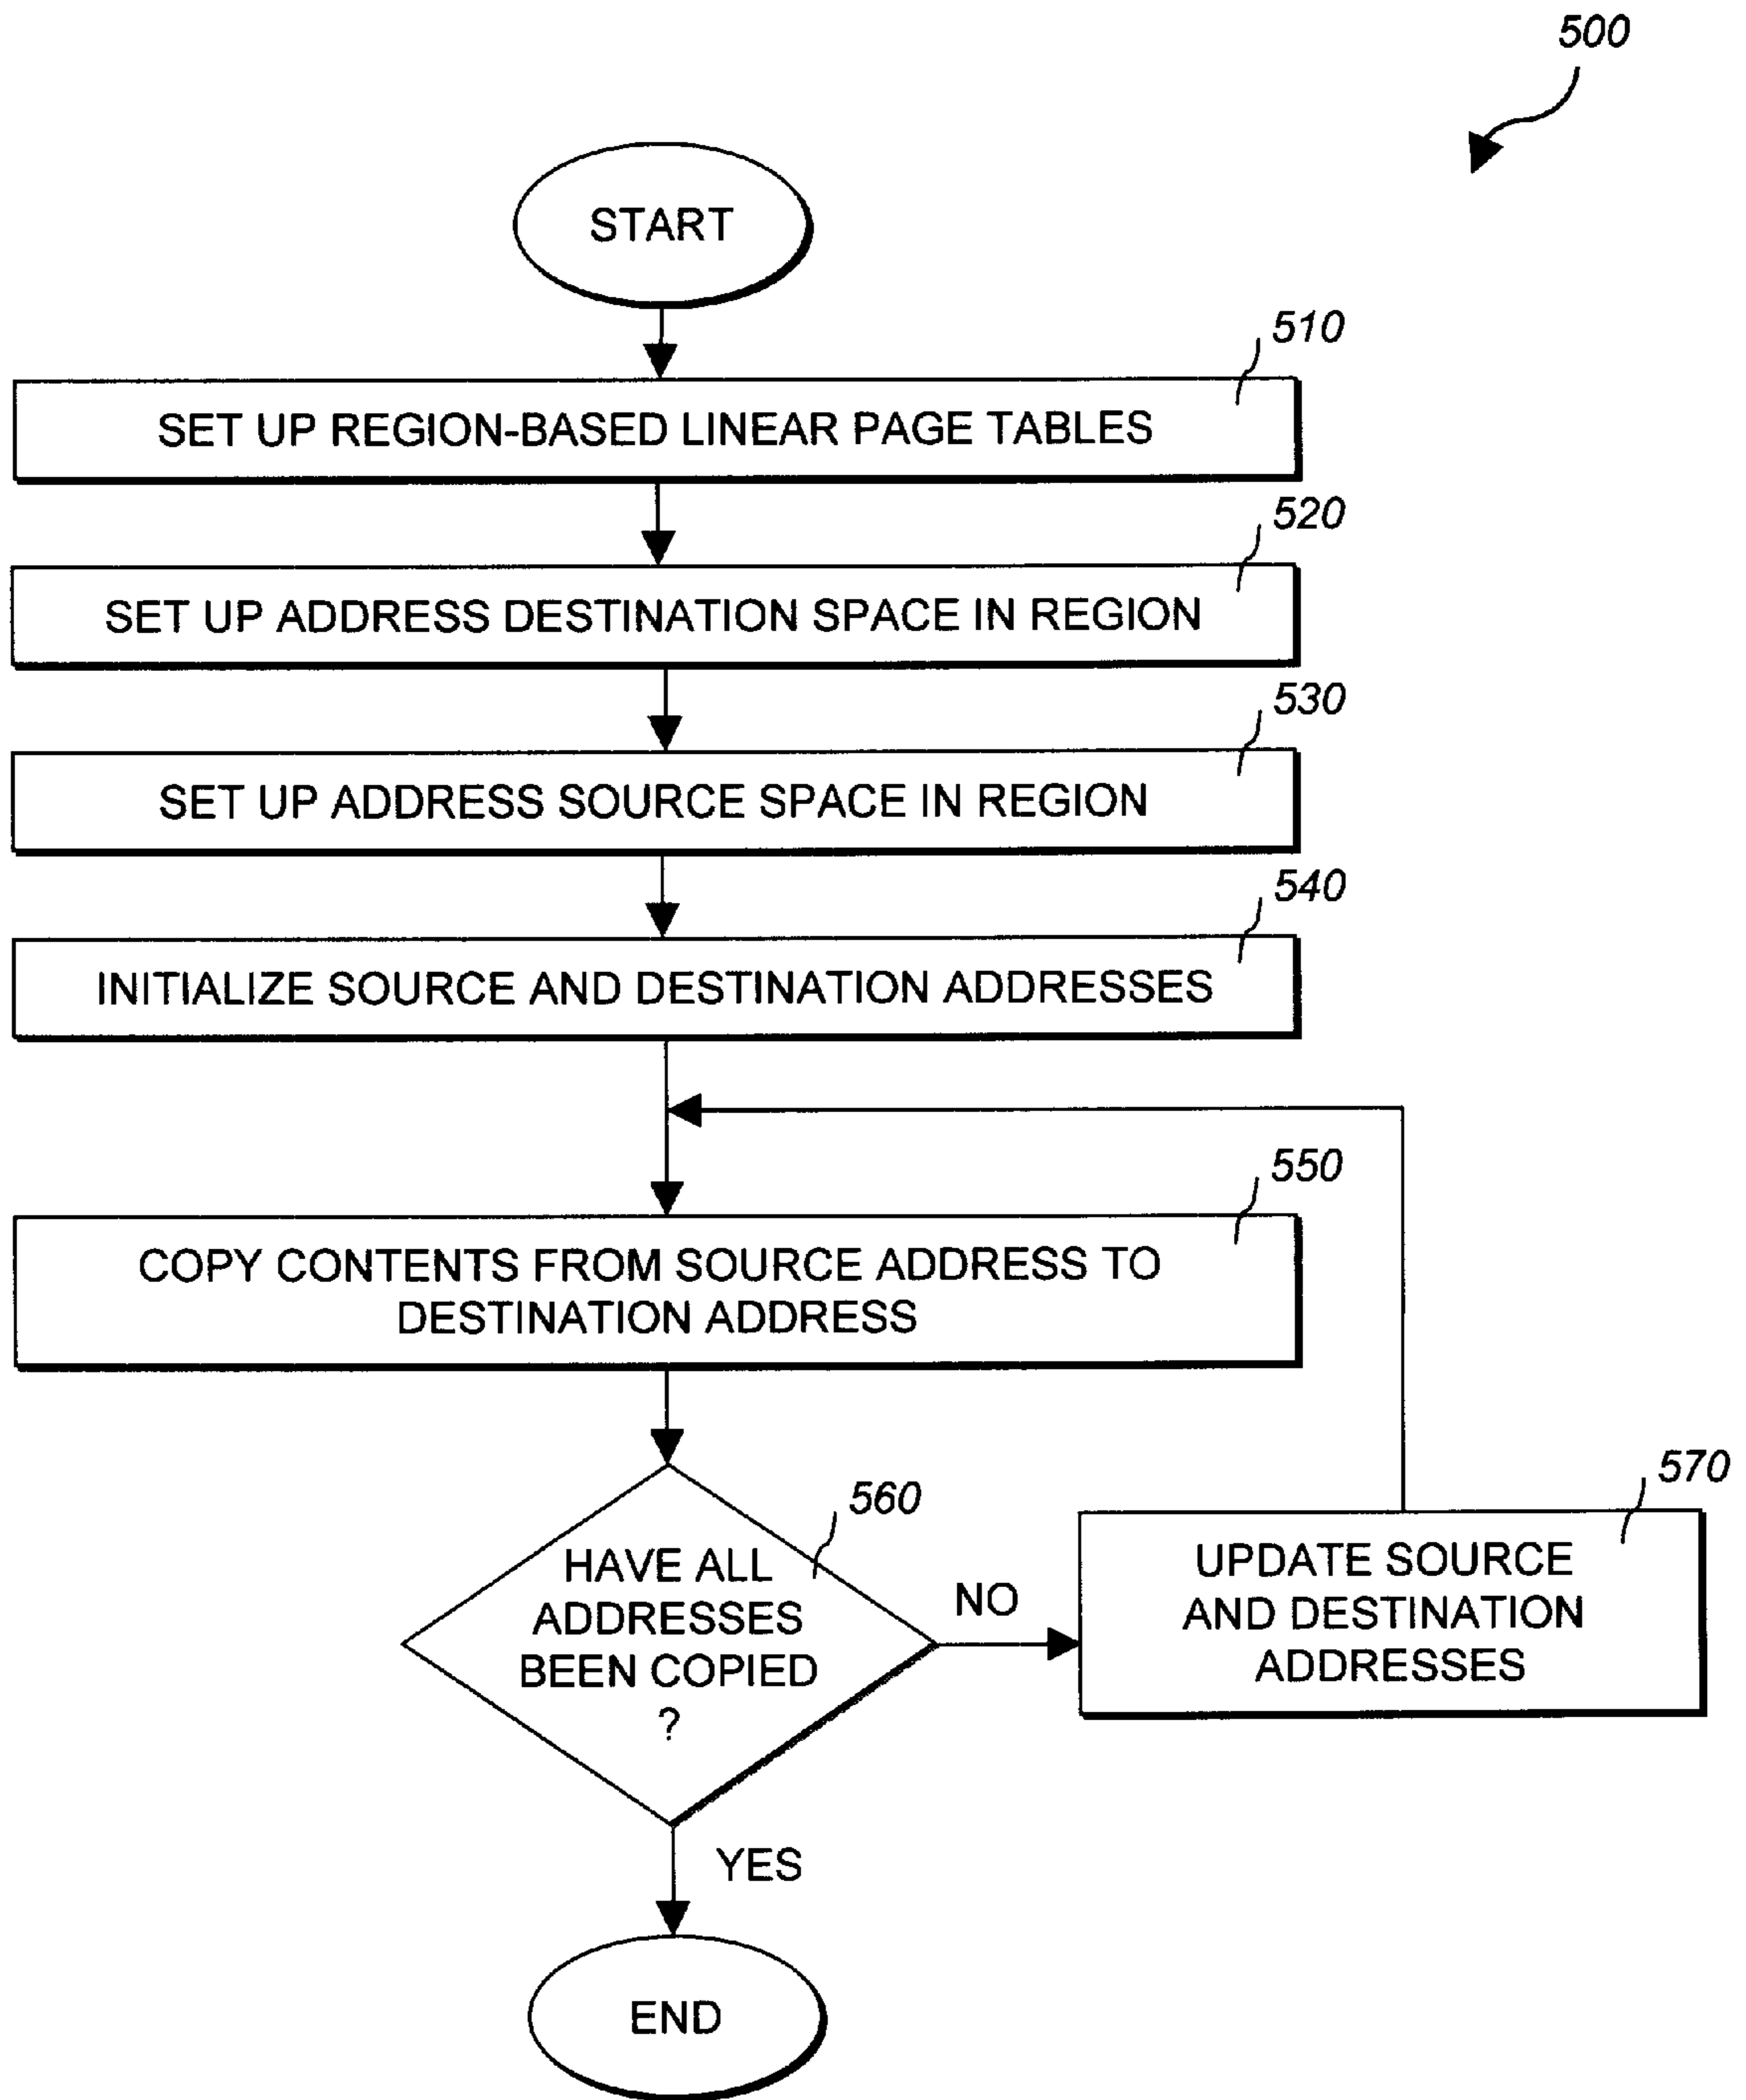 500
START
510
SET UP REGION-BASED LINEAR PAGE TABLES
520
SET UP ADDRESS DESTINATION SPACE IN REGION
530
SET UP ADDRESS SOURCE SPACE IN REGION
540
INITIALIZE SOURCE AND DESTINATION ADDRESSES
550
COPY CONTENTS FROM SOURCE ADDRESS TO
DESTINATION ADDRESS
560
HAVE ALL
ADDRESSES
BEEN COPIED
?
NO
570
UPDATE SOURCE
AND DESTINATION
ADDRESSES
YES
END